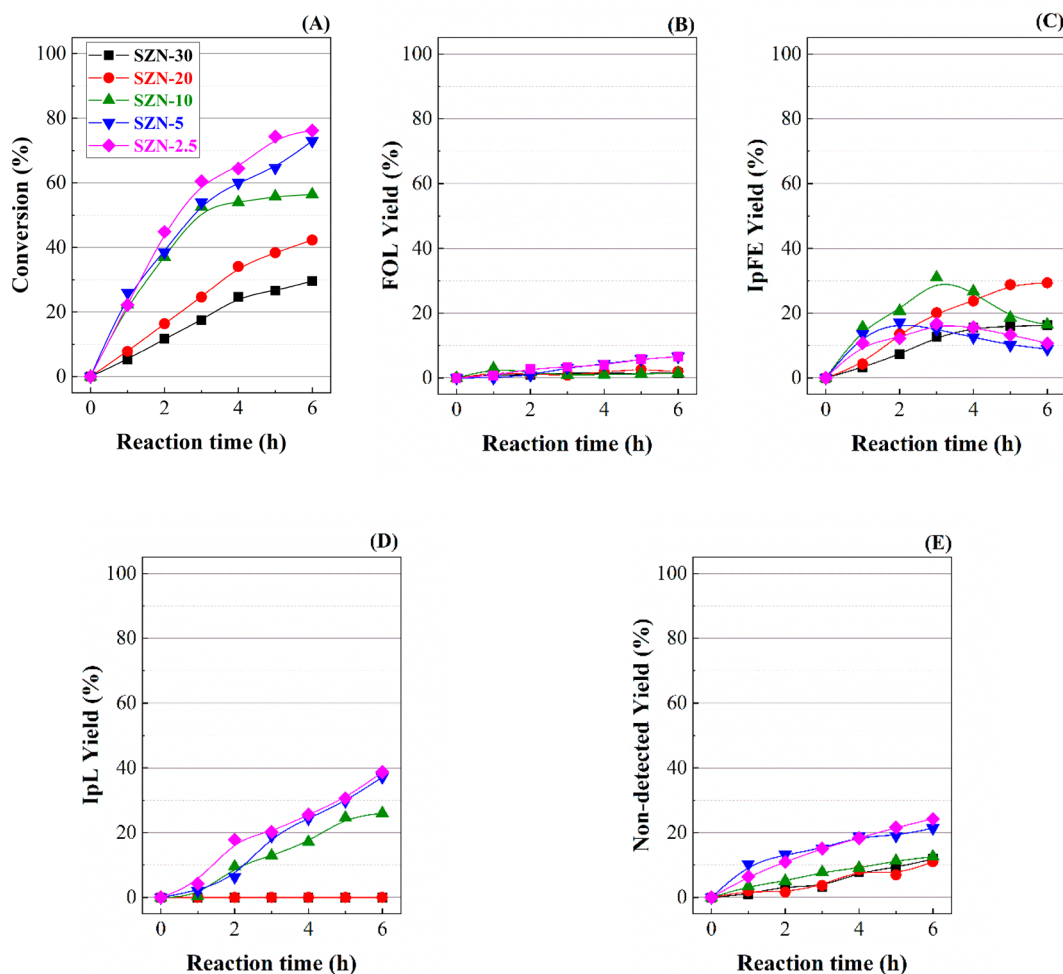 (A)
100
80
60
40
20
0
Conversion (%)
SZN-30
SZN-20
SZN-10
SZN-5
SZN-2.5
0 2 4 6
Reaction time (h)
(B)
100
80
60
40
20
0
FOL Yield (%)
0 2 4 6
Reaction time (h)
(C)
100
80
60
40
20
0
IpFE Yield (%)
0 2 4 6
Reaction time (h)
(D)
100
80
60
40
20
0
IpL Yield (%)
0 2 4 6
Reaction time (h)
(E)
100
80
60
40
20
0
Non-detected Yield (%)
0 2 4 6
Reaction time (h)